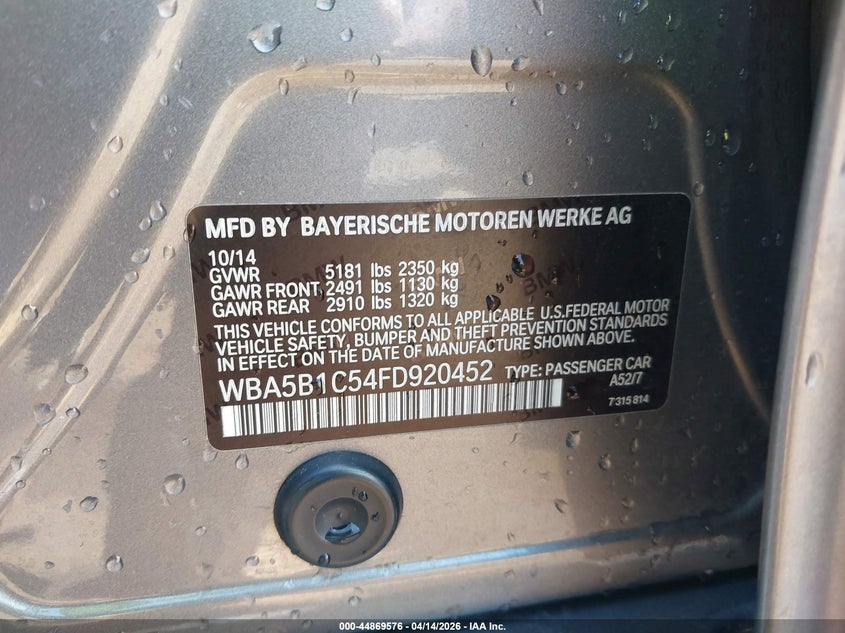 MFD BY BAYERISCHE MOTOREN WERKE AG
10/14
GVWR 5181 lbs 2350 kg
GAWR FRONT 2491 lbs 1130 kg
GAWR REAR 2910 lbs 1320 kg
THIS VEHICLE CONFORMS TO ALL APPLICABLE U.S.FEDERAL MOTOR
VEHICLE SAFETY, BUMPER AND THEFT PREVENTION STANDARDS
IN EFFECT ON THE DATE OF MANUFACTURE SHOWN ABOVE.
WBA5B1C54FD920452 TYPE: PASSENGER CAR
A52/7
7315814
000-44869576 - 04/14/2026 - IAA Inc.